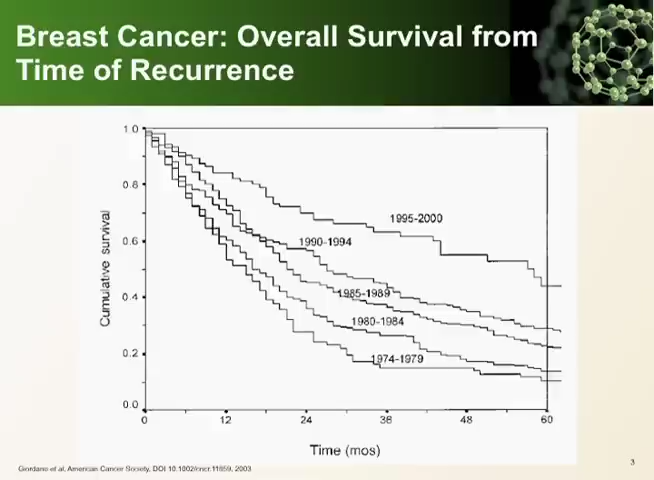 Breast Cancer: Overall Survival from
Time of Recurrence
1.0
0.8
0.6
0.4
0.2
0.0
Cumulative survival
1995-2000
1990-1994
1985-1989
1980-1984
1974-1979
0 12 24 36 48 60
Time (mos)
3
Giordano et al, American Cancer Society, DOI 10.1002/cncr.11859, 2003